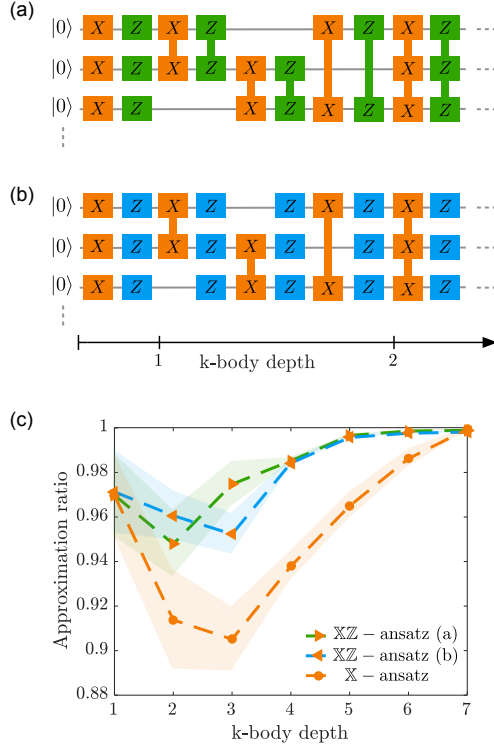 (a)
|0⟩ X Z X Z X Z X Z
|0⟩ X Z X Z X Z X Z
|0⟩ X Z X Z X Z X Z
(b)
|0⟩ X Z X Z Z X Z X Z
|0⟩ X Z X Z X Z Z X Z
|0⟩ X Z Z X Z X Z X Z
1 2
k-body depth
(c)
1
0.98
0.96
0.94
0.92
0.9
0.88
Approximation ratio
𝕏ℤ – ansatz (a)
𝕏ℤ – ansatz (b)
𝕏 – ansatz
1 2 3 4 5 6 7
k-body depth